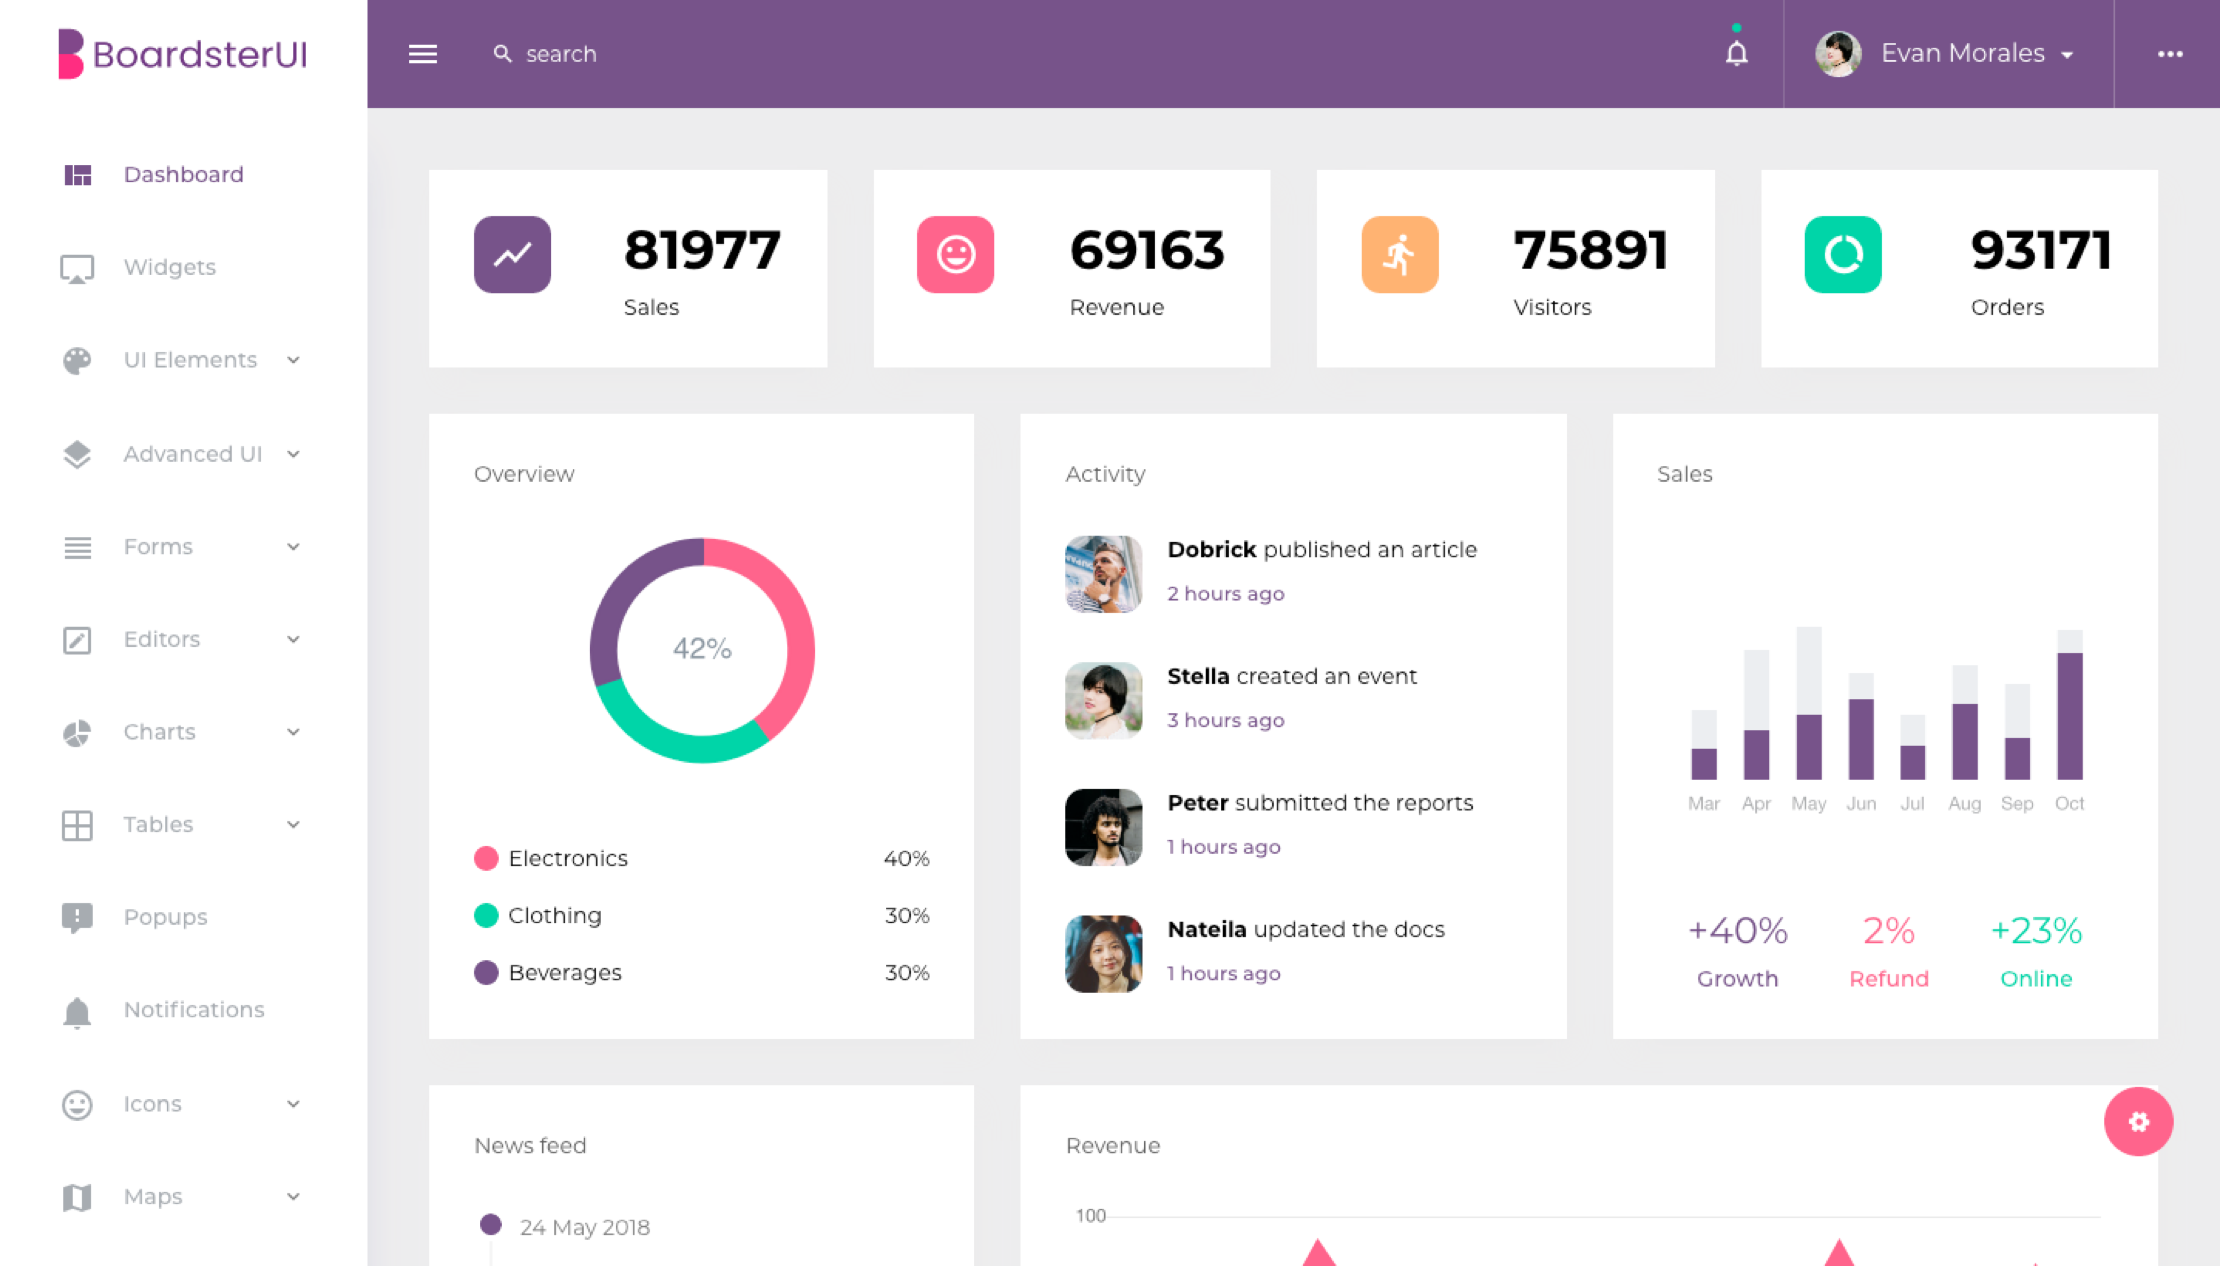 BoardsterUI
search
Evan Morales
Dashboard
Widgets
UI Elements
Advanced UI
Forms
Editors
Charts
Tables
Popups
Notifications
Icons
Maps
81977
Sales
69163
Revenue
75891
Visitors
93171
Orders
Overview
42%
Electronics 40%
Clothing 30%
Beverages 30%
Activity
Dobrick published an article
2 hours ago
Stella created an event
3 hours ago
Peter submitted the reports
1 hours ago
Nateila updated the docs
1 hours ago
Sales
Mar Apr May Jun Jul Aug Sep Oct
+40% 2% +23%
Growth Refund Online
News feed
24 May 2018
Revenue
100